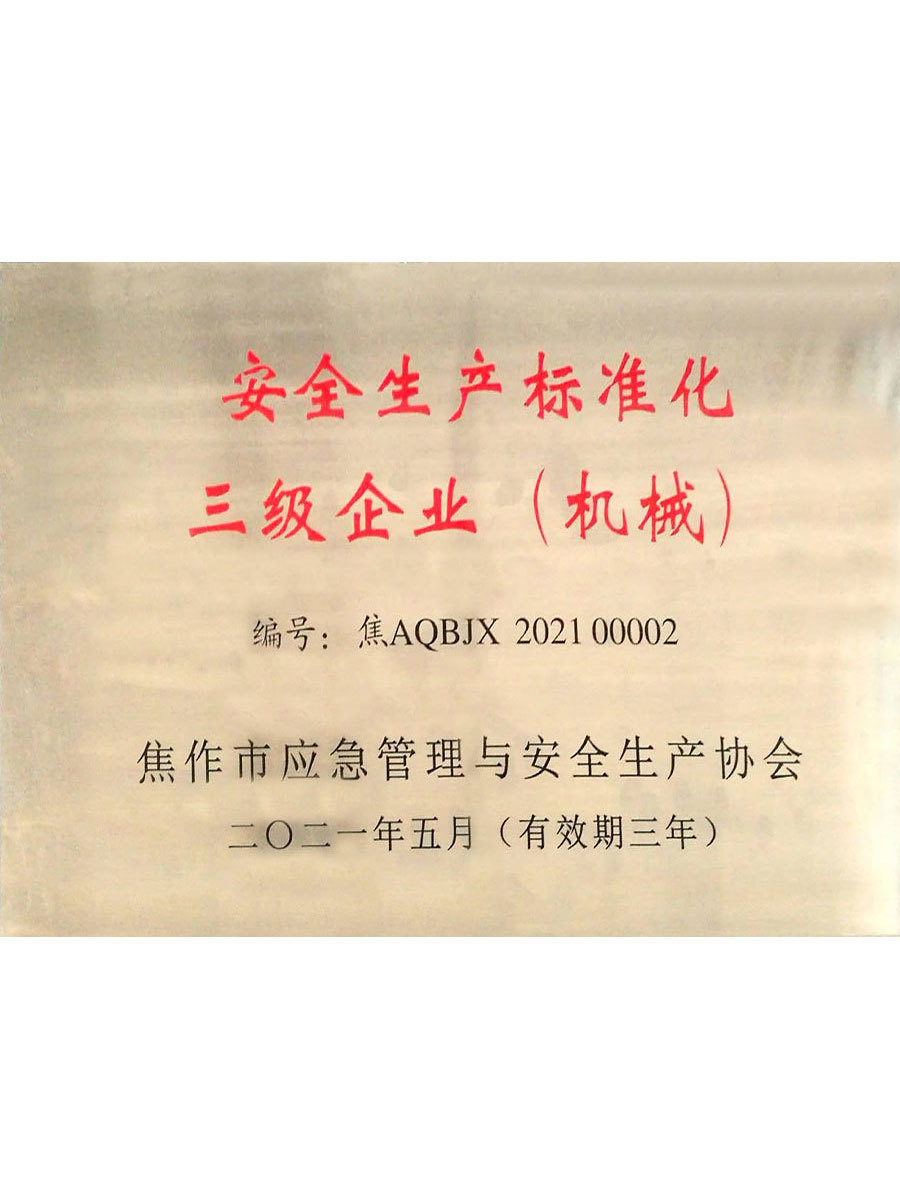 安全生产标准化
三级企业（机械）
编号：焦AQBJX 2021 00002
焦作市应急管理与安全生产协会
二〇二一年五月（有效期三年）